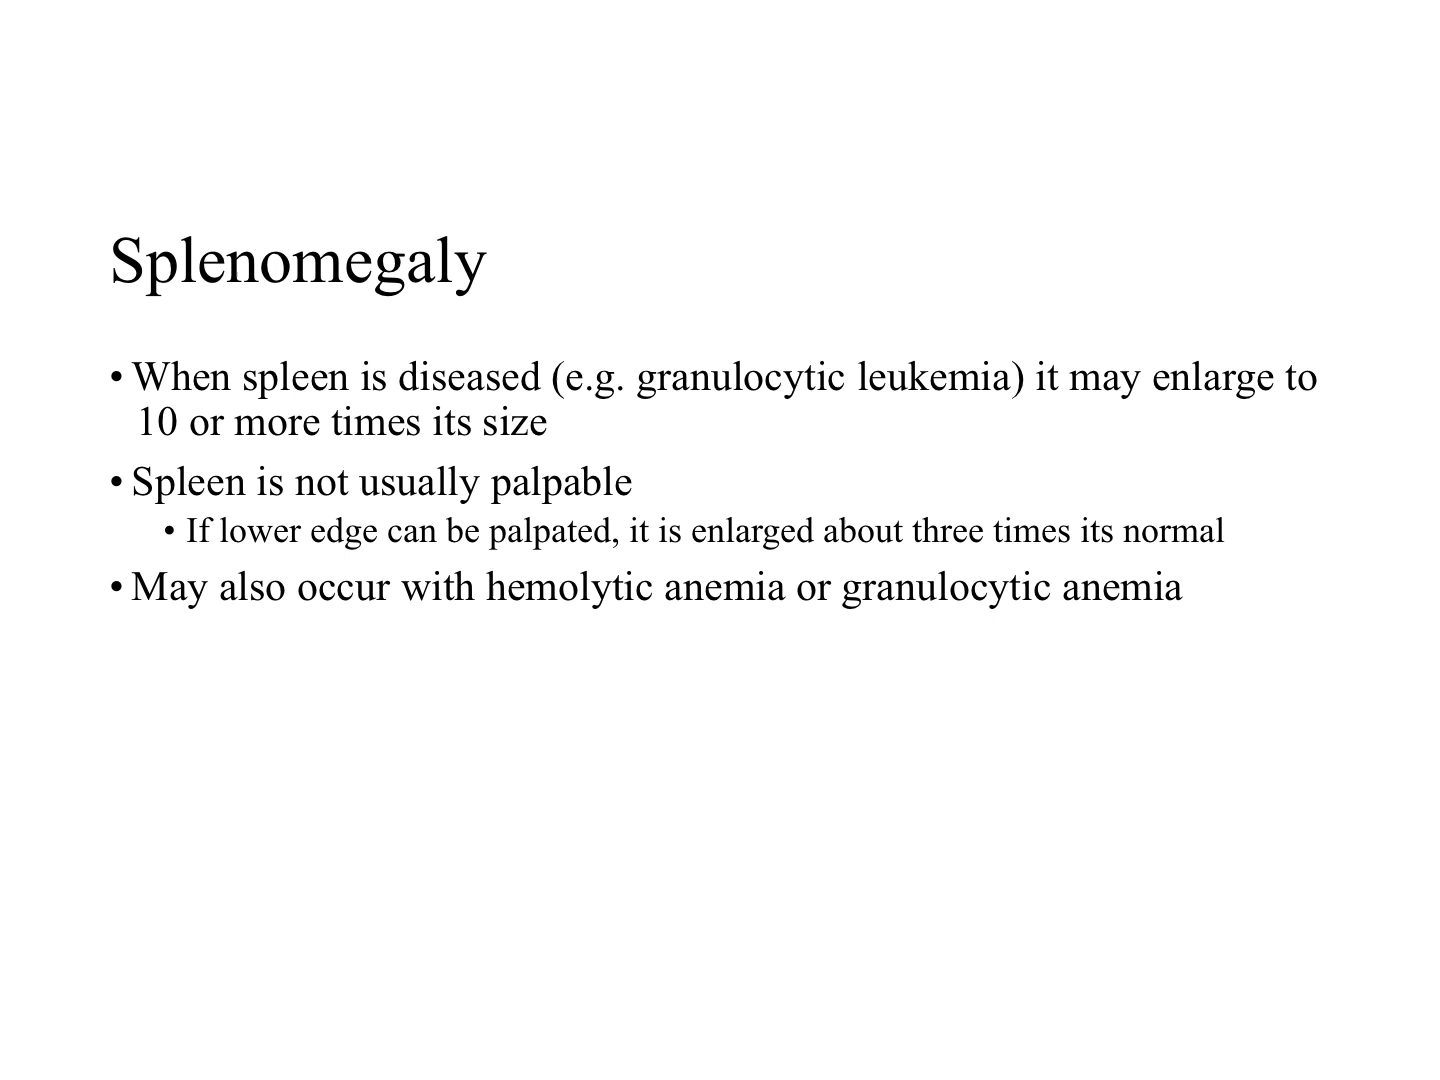 Splenomegaly
• When spleen is diseased (e.g. granulocytic leukemia) it may enlarge to
10 or more times its size
• Spleen is not usually palpable
• If lower edge can be palpated, it is enlarged about three times its normal
• May also occur with hemolytic anemia or granulocytic anemia